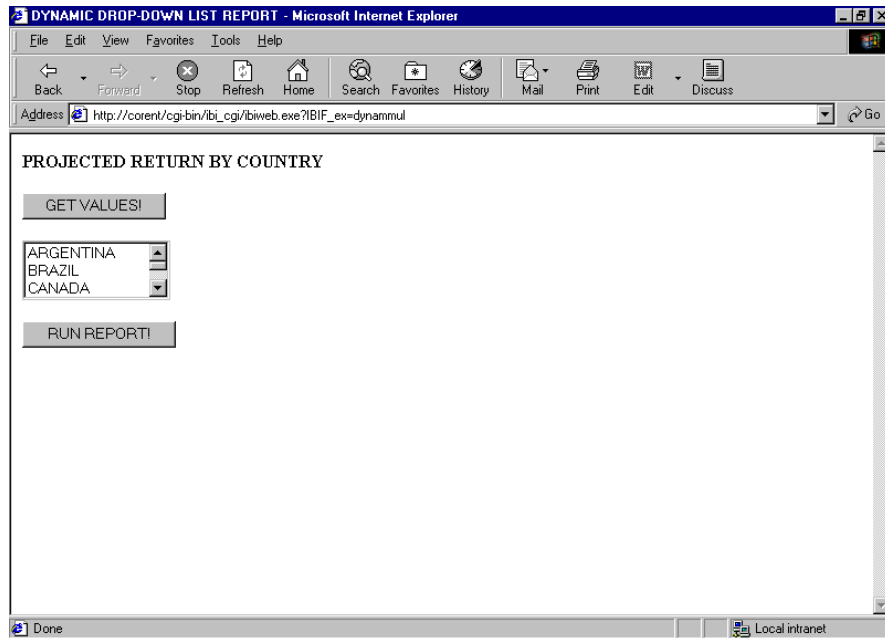 DYNAMIC DROP-DOWN LIST REPORT - Microsoft Internet Explorer
File Edit View Favorites Tools Help
Back Forward Stop Refresh Home Search Favorites History Mail Print Edit Discuss
Address http://corent/cgi-bin/ibi_cgi/ibiweb.exe?IBIF_ex=dynammul Go
PROJECTED RETURN BY COUNTRY
GET VALUES!
ARGENTINA
BRAZIL
CANADA
RUN REPORT!
Done Local intranet